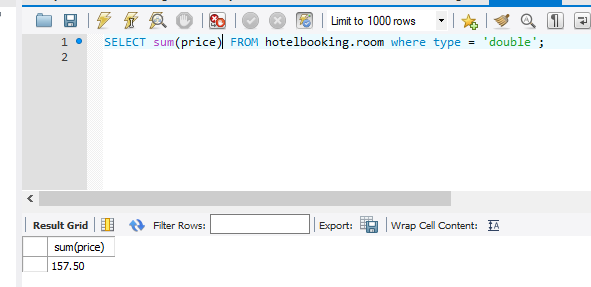 Limit to 1000 rows
1 SELECT sum(price) FROM hotelbooking.room where type = 'double';
2
Result Grid Filter Rows: Export: Wrap Cell Content: IA
sum(price)
157.50